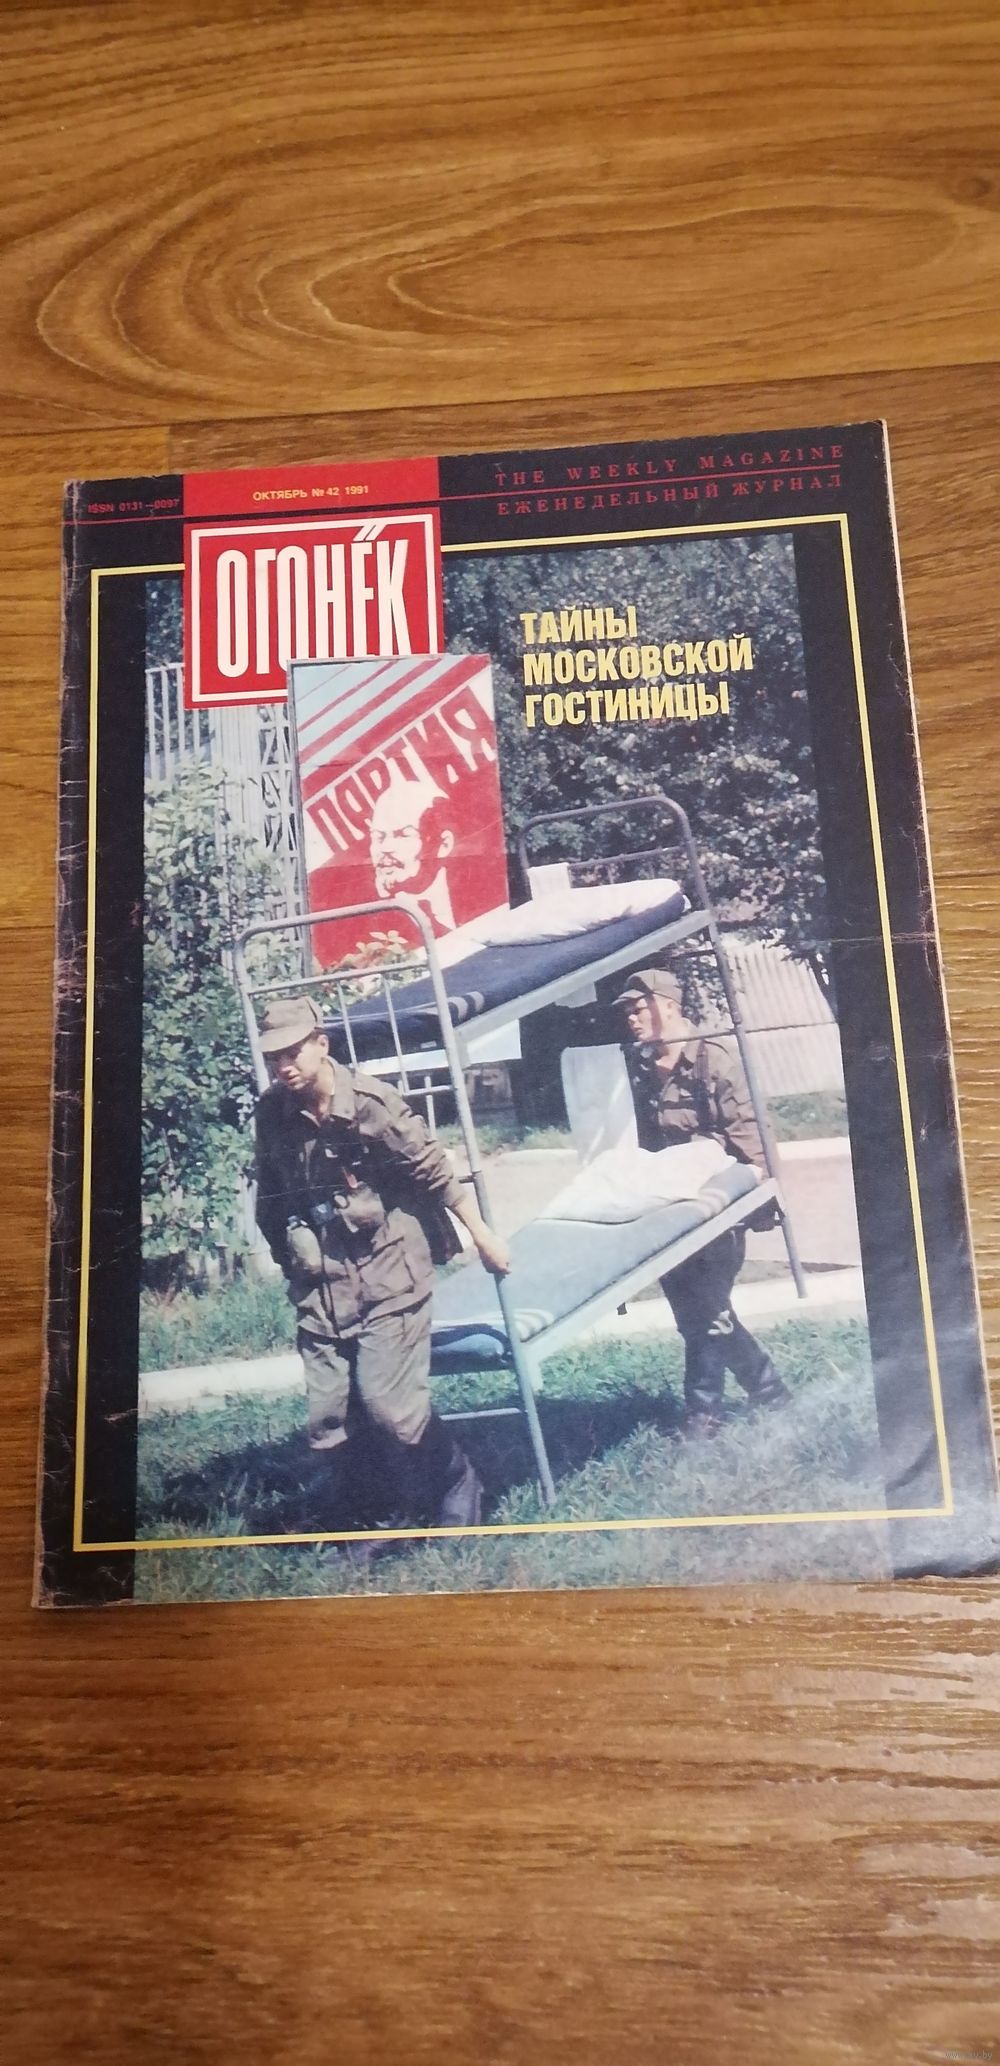 THE WEEKLY MAGAZINE
ЕЖЕНЕДЕЛЬНЫЙ ЖУРНАЛ
ISSN 0131—0097
ОКТЯБРЬ № 42 1991
ОГОНЁК
ТАЙНЫ
МОСКОВСКОЙ
ГОСТИНИЦЫ
ПАРТИЯ